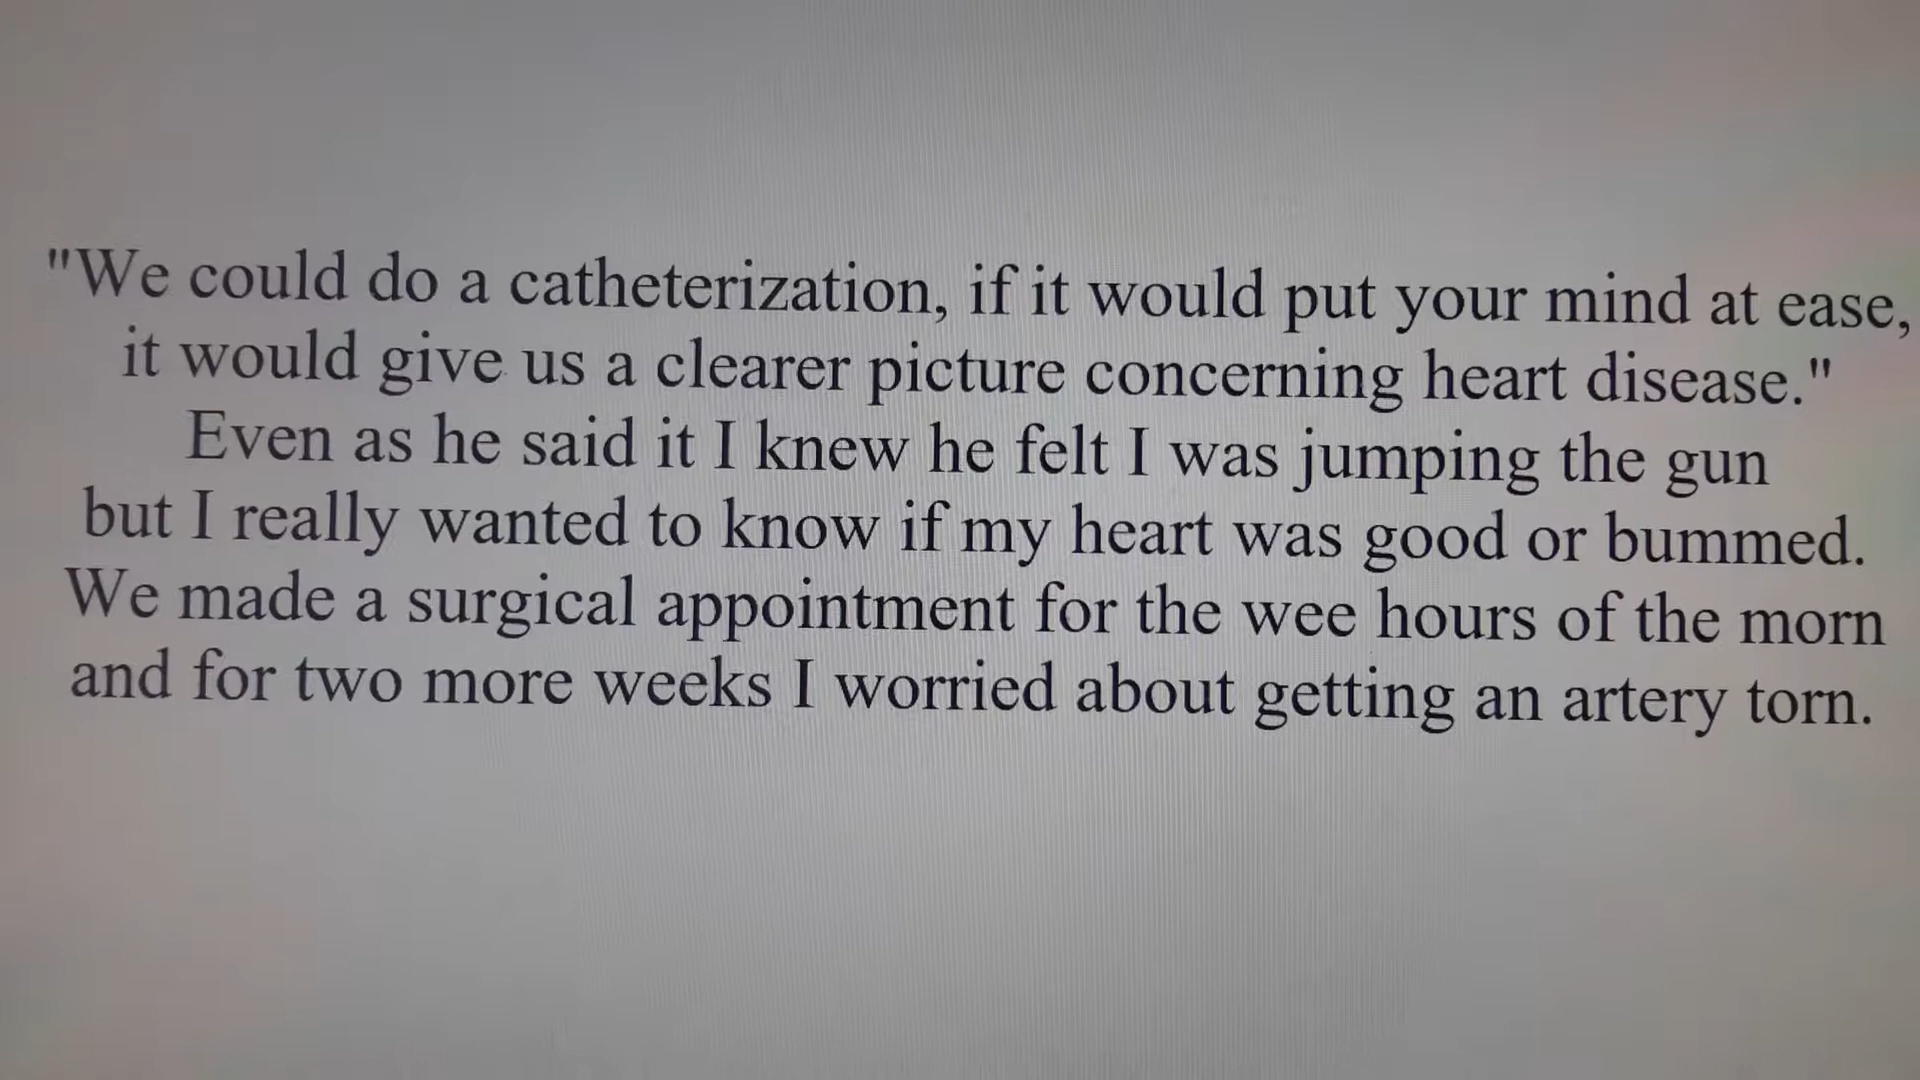 "We could do a catheterization, if it would put your mind at ease,
it would give us a clearer picture concerning heart disease."
Even as he said it I knew he felt I was jumping the gun
but I really wanted to know if my heart was good or bummed.
We made a surgical appointment for the wee hours of the morn
and for two more weeks I worried about getting an artery torn.